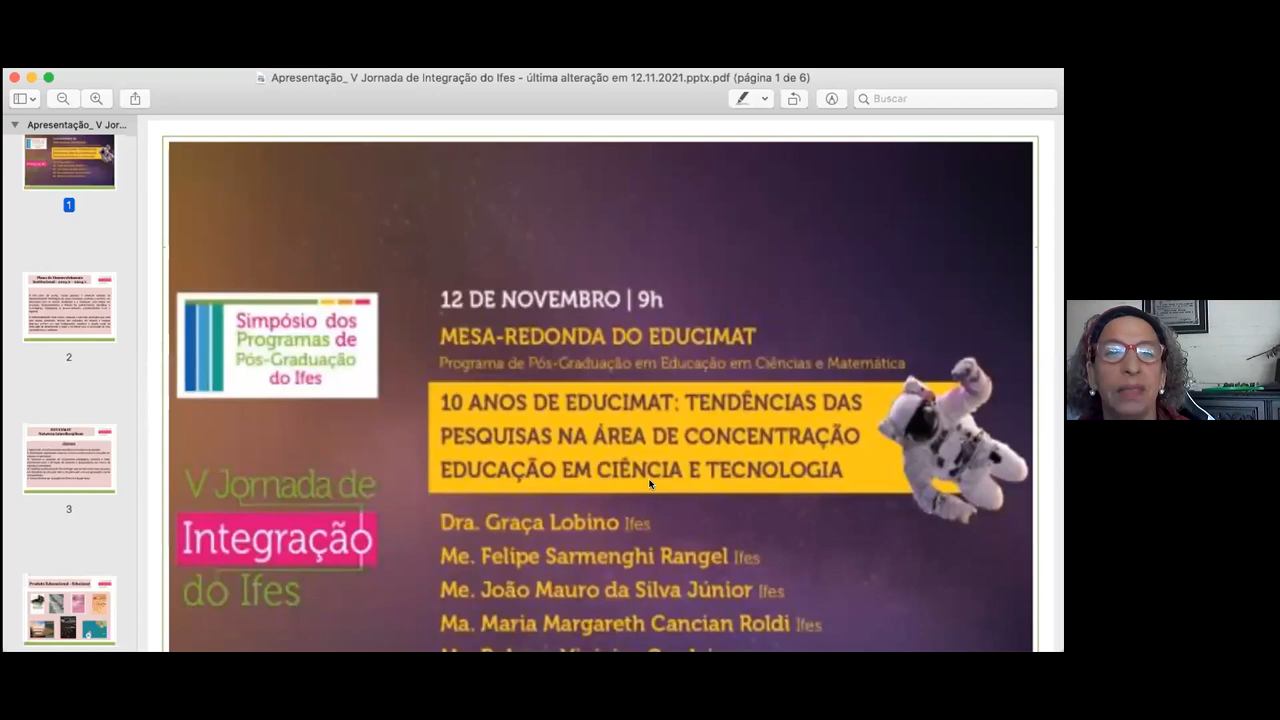 Apresentação_ V Jornada de Integração do Ifes - última alteração em 12.11.2021.pptx.pdf (página 1 de 6)
Buscar
Apresentação_ V Jor...
1
2
3
Simpósio dos
Programas de
Pós-Graduação
do Ifes
V Jornada de
Integração
do Ifes
12 DE NOVEMBRO | 9h
MESA-REDONDA DO EDUCIMAT
Programa de Pós-Graduação em Educação em Ciências e Matemática
10 ANOS DE EDUCIMAT: TENDÊNCIAS DAS
PESQUISAS NA ÁREA DE CONCENTRAÇÃO
EDUCAÇÃO EM CIÊNCIA E TECNOLOGIA
Dra. Graça Lobino Ifes
Me. Felipe Sarmenghi Rangel Ifes
Me. João Mauro da Silva Júnior Ifes
Ma. Maria Margareth Cancian Roldi Ifes